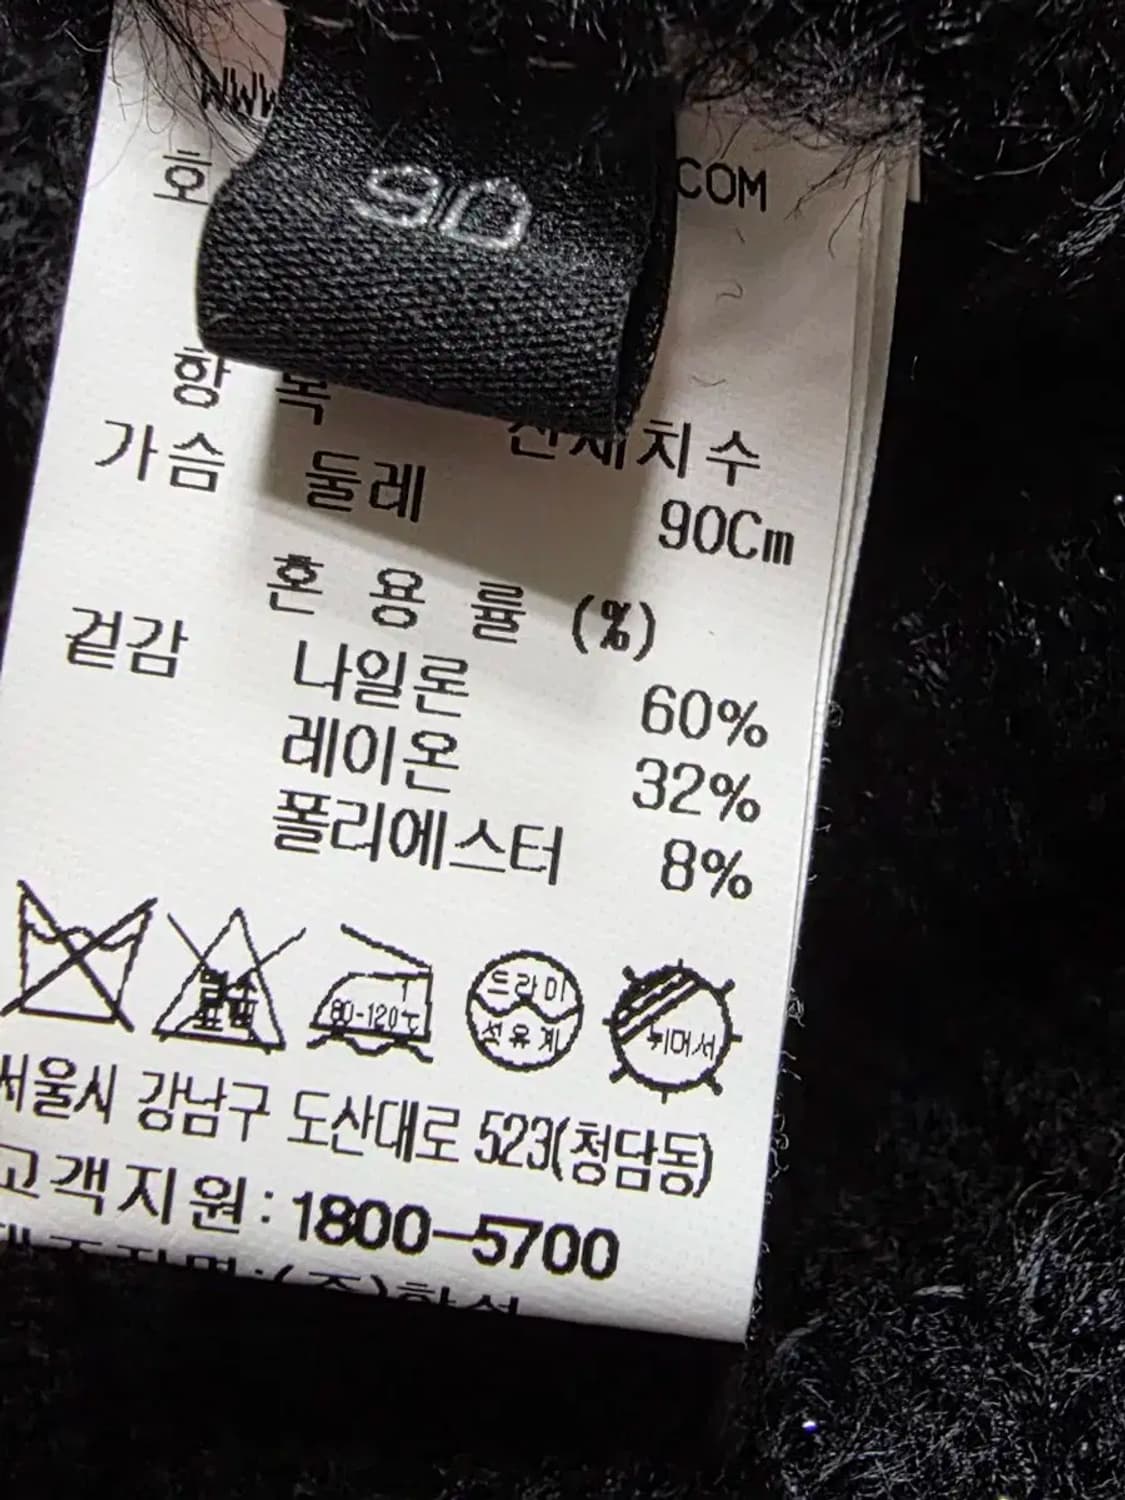 90
COM
가슴 둘레 90Cm
혼용률 (%)
겉감 나일론 60%
레이온 32%
폴리에스터 8%
80-120℃
드라이
석유계
뉘어서
서울시 강남구 도산대로 523(청담동)
고객지원:1800-5700